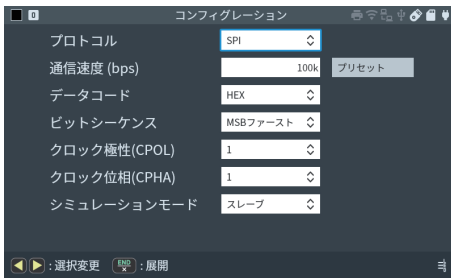 0 コンフィグレーション
プロトコル SPI
通信速度 (bps) 100k プリセット
データコード HEX
ビットシーケンス MSBファースト
クロック極性(CPOL) 1
クロック位相(CPHA) 1
シミュレーションモード スレーブ
:選択変更 END × :展開